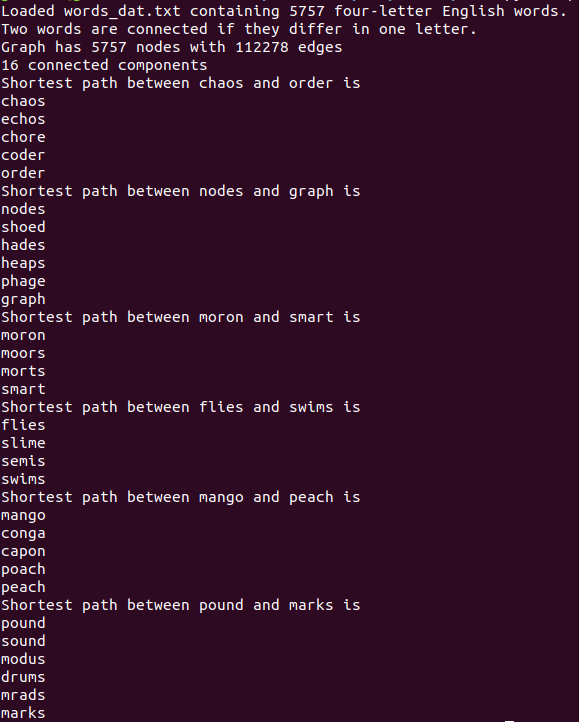 Loaded words_dat.txt containing 5757 four-letter English words.
Two words are connected if they differ in one letter.
Graph has 5757 nodes with 112278 edges
16 connected components
Shortest path between chaos and order is
chaos
echos
chore
coder
order
Shortest path between nodes and graph is
nodes
shoed
hades
heaps
phage
graph
Shortest path between moron and smart is
moron
moors
morts
smart
Shortest path between flies and swims is
flies
slime
semis
swims
Shortest path between mango and peach is
mango
conga
capon
poach
peach
Shortest path between pound and marks is
pound
sound
modus
drums
mrads
marks